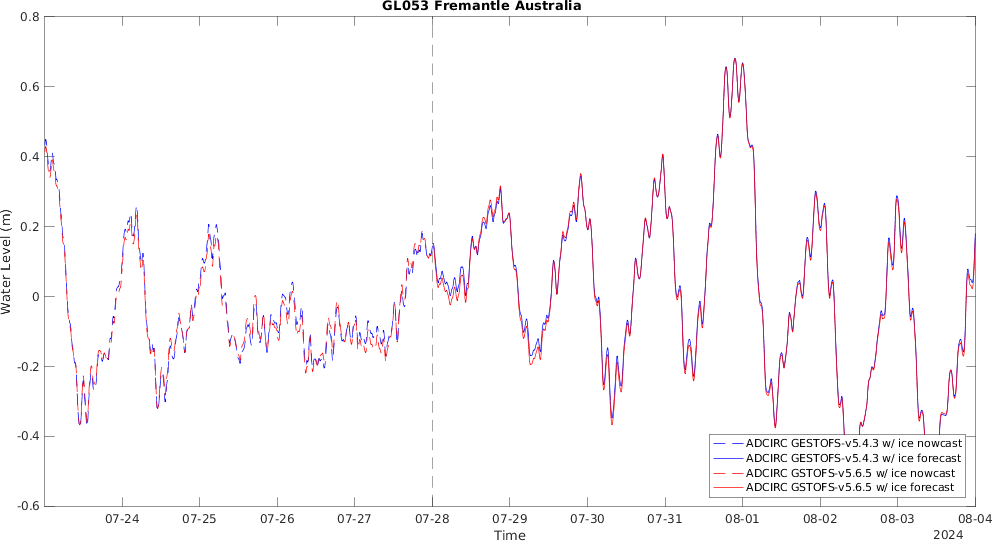 GL053 Fremantle Australia
0.8
0.6
0.4
0.2
0
-0.2
-0.4
-0.6
Water Level (m)
07-24 07-25 07-26 07-27 07-28 07-29 07-30 07-31 08-01 08-02 08-03 08-04
Time
2024
ADCIRC GESTOFS-v5.4.3 w/ ice nowcast
ADCIRC GESTOFS-v5.4.3 w/ ice forecast
ADCIRC GSTOFS-v5.6.5 w/ ice nowcast
ADCIRC GSTOFS-v5.6.5 w/ ice forecast